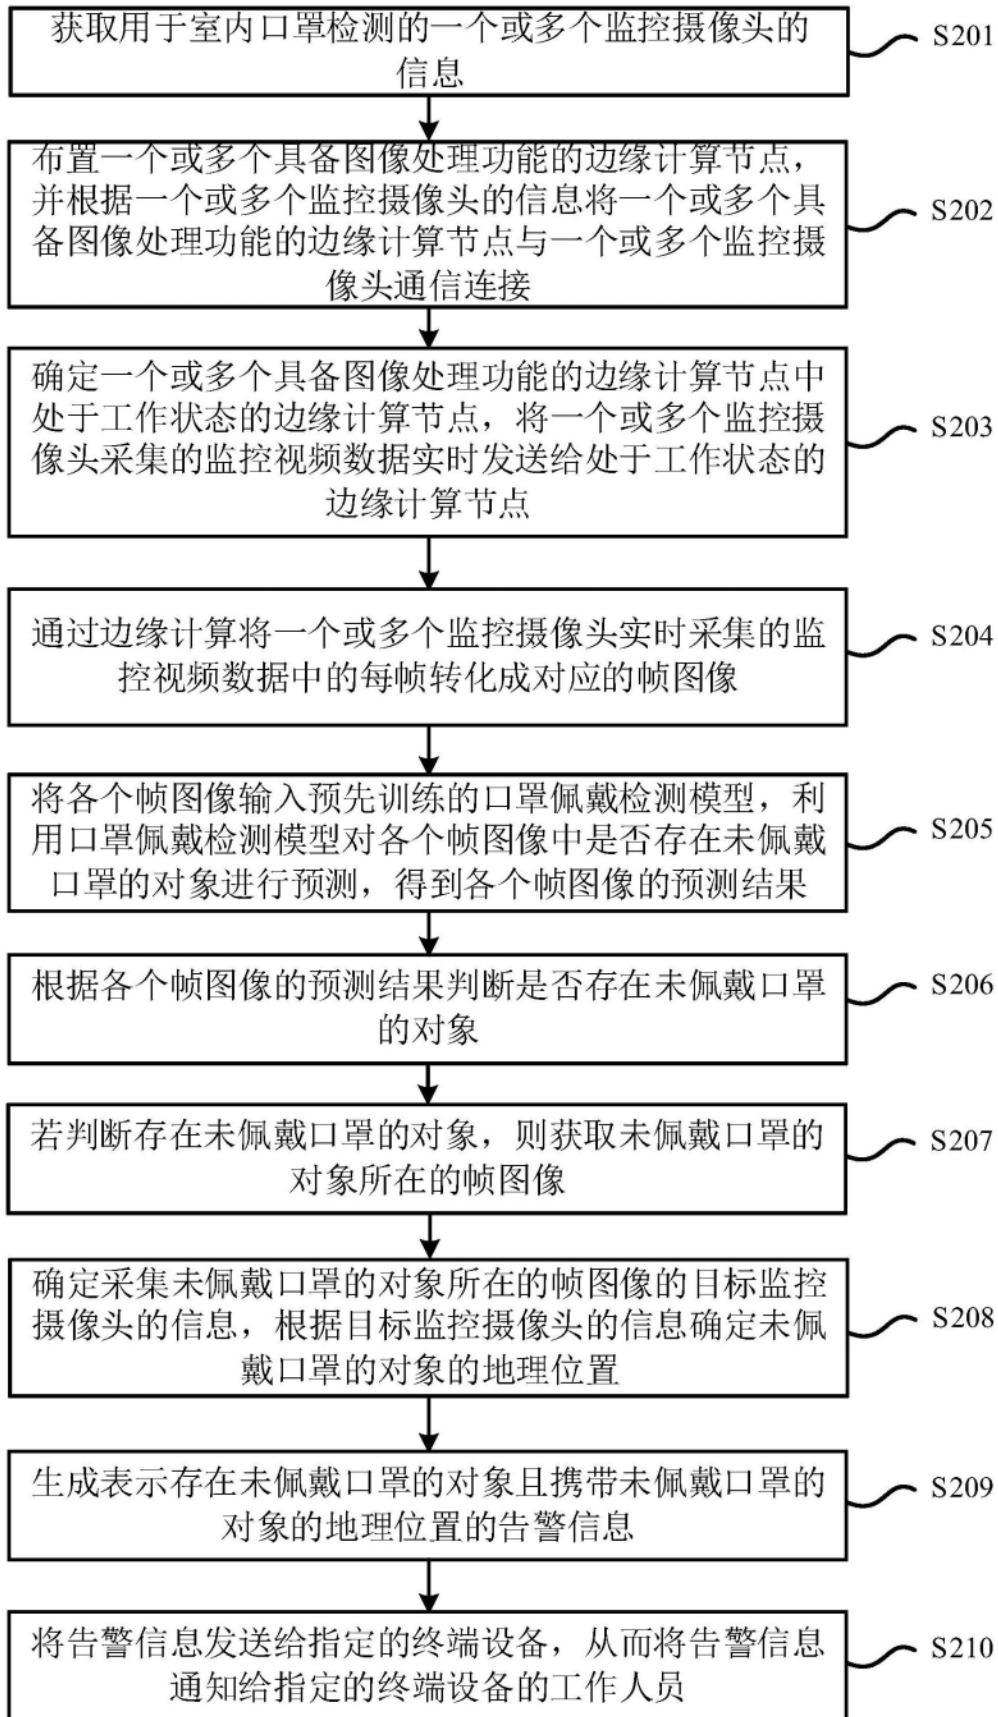 获取用于室内口罩检测的一个或多个监控摄像头的
信息
S201
布置一个或多个具备图像处理功能的边缘计算节点，
并根据一个或多个监控摄像头的信息将一个或多个具
备图像处理功能的边缘计算节点与一个或多个监控摄
像头通信连接
S202
确定一个或多个具备图像处理功能的边缘计算节点中
处于工作状态的边缘计算节点，将一个或多个监控摄
像头采集的监控视频数据实时发送给处于工作状态的
边缘计算节点
S203
通过边缘计算将一个或多个监控摄像头实时采集的监
控视频数据中的每帧转化成对应的帧图像
S204
将各个帧图像输入预先训练的口罩佩戴检测模型，利
用口罩佩戴检测模型对各个帧图像中是否存在未佩戴
口罩的对象进行预测，得到各个帧图像的预测结果
S205
根据各个帧图像的预测结果判断是否存在未佩戴口罩
的对象
S206
若判断存在未佩戴口罩的对象，则获取未佩戴口罩的
对象所在的帧图像
S207
确定采集未佩戴口罩的对象所在的帧图像的目标监控
摄像头的信息，根据目标监控摄像头的信息确定未佩
戴口罩的对象的地理位置
S208
生成表示存在未佩戴口罩的对象且携带未佩戴口罩的
对象的地理位置的告警信息
S209
将告警信息发送给指定的终端设备，从而将告警信息
通知给指定的终端设备的工作人员
S210